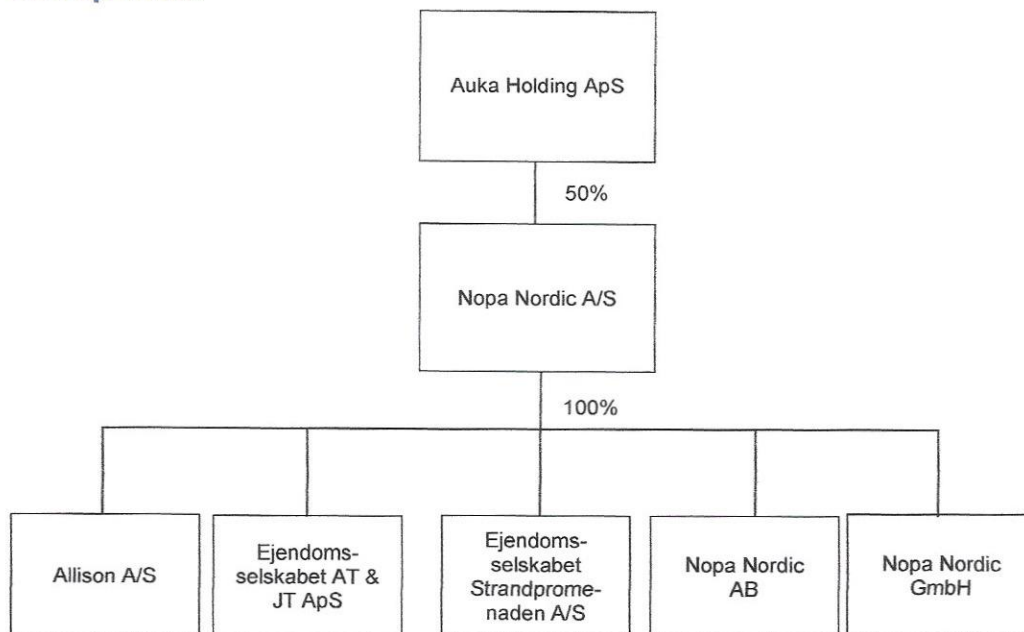 Auka Holding ApS
50%
Nopa Nordic A/S
100%
Allison A/S
Ejendoms-
selskabet AT &
JT ApS
Ejendoms-
selskabet
Strandprome-
naden A/S
Nopa Nordic
AB
Nopa Nordic
GmbH